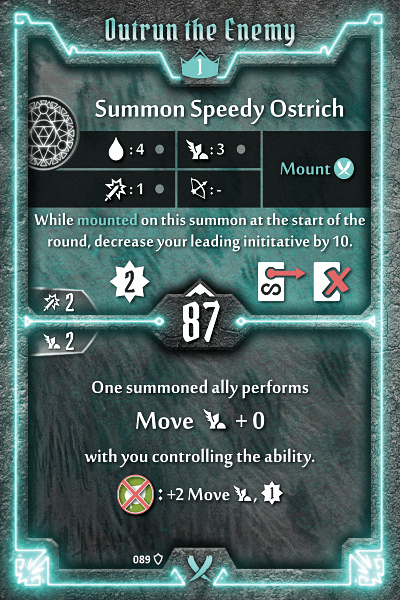 Outrun the Enemy
1
Summon Speedy Ostrich
:4 :3
Mount
:1 :-
While mounted on this summon at the start of the
round, decrease your leading inititative by 10.
2
S
2
87
2
One summoned ally performs
Move + 0
with you controlling the ability.
: +2 Move , 1
089